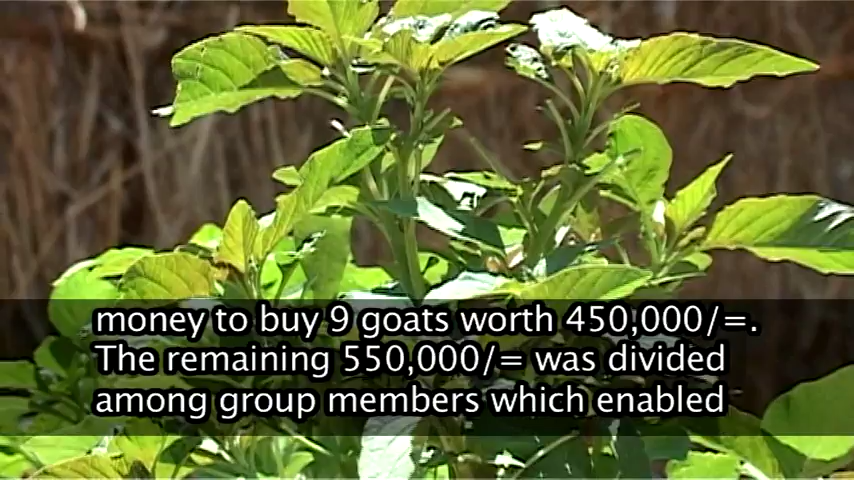 money to buy 9 goats worth 450,000/=.
The remaining 550,000/= was divided
among group members which enabled